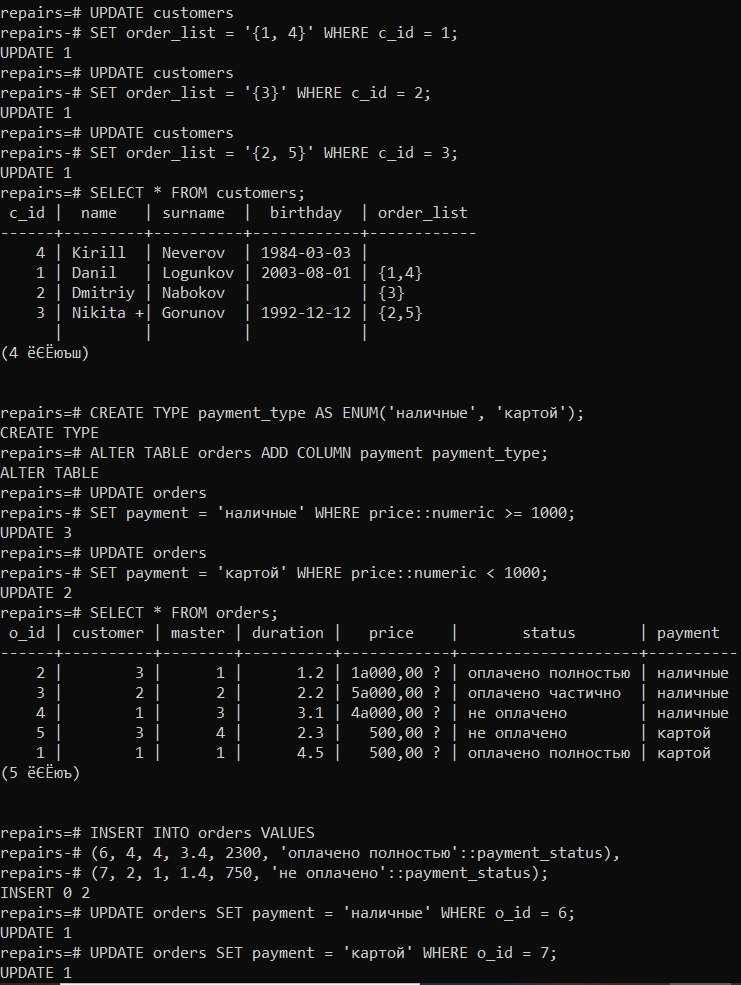 repairs=# UPDATE customers
repairs-# SET order_list = '{1, 4}' WHERE c_id = 1;
UPDATE 1
repairs=# UPDATE customers
repairs-# SET order_list = '{3}' WHERE c_id = 2;
UPDATE 1
repairs=# UPDATE customers
repairs-# SET order_list = '{2, 5}' WHERE c_id = 3;
UPDATE 1
repairs=# SELECT * FROM customers;
 c_id |  name   | surname  |  birthday  | order_list
------+---------+----------+------------+------------
    4 | Kirill  | Neverov  | 1984-03-03 |
    1 | Danil   | Logunkov | 2003-08-01 | {1,4}
    2 | Dmitriy | Nabokov  |            | {3}
    3 | Nikita +| Gorunov  | 1992-12-12 | {2,5}
      |         |          |            |
(4 ёЄЁюъш)
repairs=# CREATE TYPE payment_type AS ENUM('наличные', 'картой');
CREATE TYPE
repairs=# ALTER TABLE orders ADD COLUMN payment payment_type;
ALTER TABLE
repairs=# UPDATE orders
repairs-# SET payment = 'наличные' WHERE price::numeric >= 1000;
UPDATE 3
repairs=# UPDATE orders
repairs-# SET payment = 'картой' WHERE price::numeric < 1000;
UPDATE 2
repairs=# SELECT * FROM orders;
 o_id | customer | master | duration |   price    |       status       | payment
------+----------+--------+----------+------------+--------------------+----------
    2 |        3 |      1 |      1.2 | 1а000,00 ? | оплачено полностью | наличные
    3 |        2 |      2 |      2.2 | 5а000,00 ? | оплачено частично  | наличные
    4 |        1 |      3 |      3.1 | 4а000,00 ? | не оплачено        | наличные
    5 |        3 |      4 |      2.3 |   500,00 ? | не оплачено        | картой
    1 |        1 |      1 |      4.5 |   500,00 ? | оплачено полностью | картой
(5 ёЄЁюъ)
repairs=# INSERT INTO orders VALUES
repairs-# (6, 4, 4, 3.4, 2300, 'оплачено полностью'::payment_status),
repairs-# (7, 2, 1, 1.4, 750, 'не оплачено'::payment_status);
INSERT 0 2
repairs=# UPDATE orders SET payment = 'наличные' WHERE o_id = 6;
UPDATE 1
repairs=# UPDATE orders SET payment = 'картой' WHERE o_id = 7;
UPDATE 1